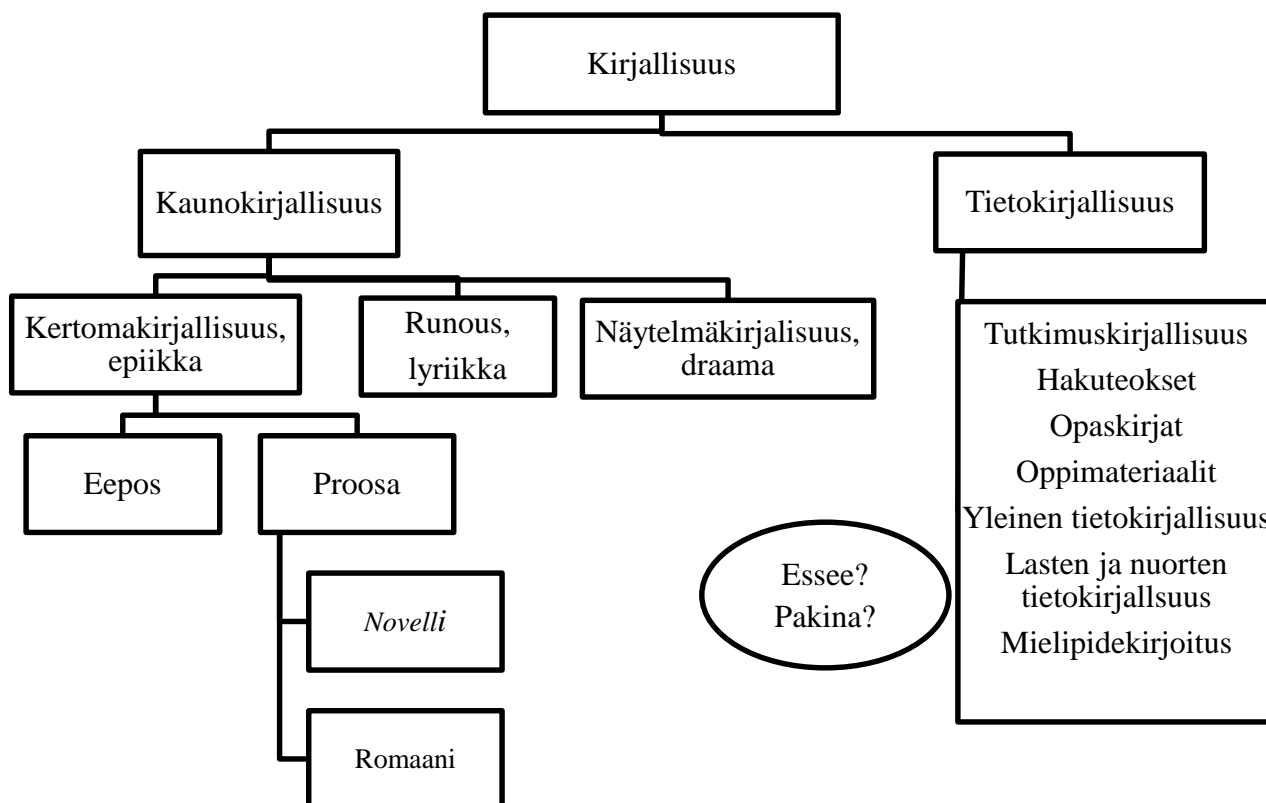 Kirjallisuus
Kaunokirjallisuus
Tietokirjallisuus
Kertomakirjallisuus,
epiikka
Runous,
lyriikka
Näytelmäkirjalisuus,
draama
Eepos
Proosa
Novelli
Romaani
Essee?
Pakina?
Tutkimuskirjallisuus
Hakuteokset
Opaskirjat
Oppimateriaalit
Yleinen tietokirjallisuus
Lasten ja nuorten
tietokirjallsuus
Mielipidekirjoitus